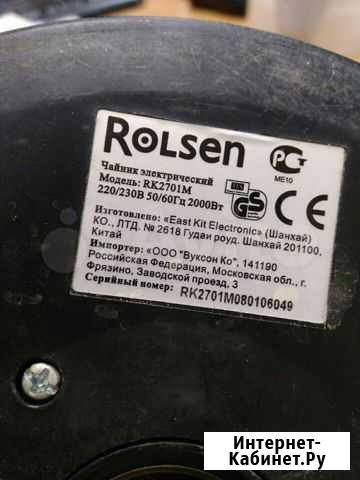 ROLSEN
РСТ
ME10
Чайник электрический
Модель: RK2701M
220/230В 50/60Гц 2000Вт
GS
CE
Изготовлено: «East Kit Electronic» (Шанхай)
КО., ЛТД. № 2618 Гудаи роуд. Шанхай 201100,
Китай
Импортер: «ООО "Вуксон Ко", 141190
Российская Федерация, Московская обл., г.
Фрязино, Заводской проезд, 3
Серийный номер: RK2701M080106049
Интернет-
Кабинет.Ру